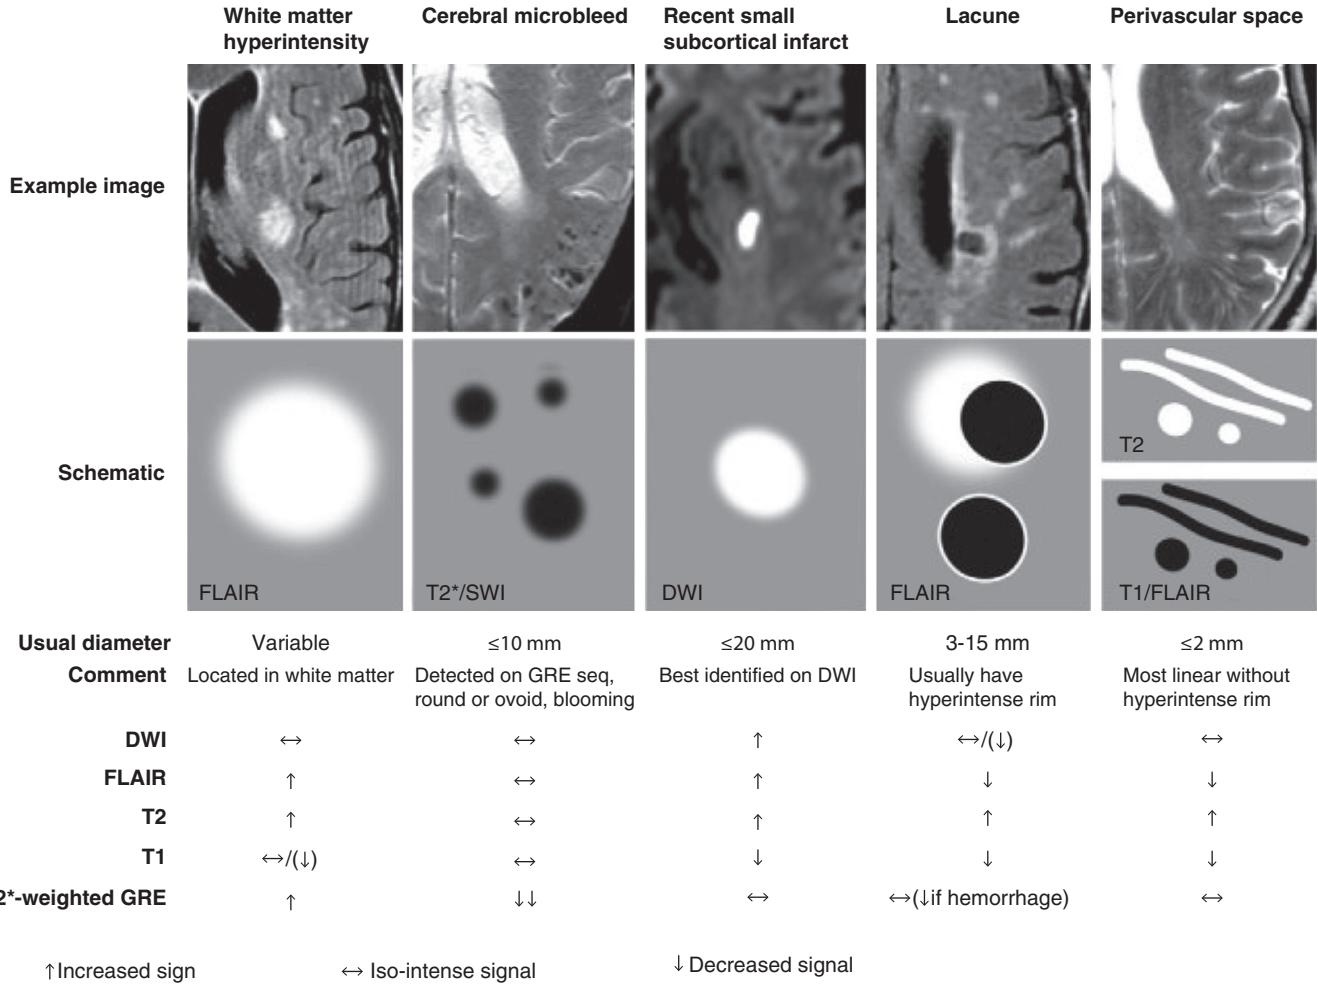 White matter
hyperintensity
Cerebral microbleed
Recent small
subcortical infarct
Lacune
Perivascular space
Example image
Schematic
FLAIR
T2*/SWI
DWI
FLAIR
T2
T1/FLAIR
Usual diameter Variable ≤10 mm ≤20 mm 3-15 mm ≤2 mm
Comment Located in white matter
Detected on GRE seq,
round or ovoid, blooming
Best identified on DWI
Usually have
hyperintense rim
Most linear without
hyperintense rim
DWI ↔ ↔ ↑ ↔/(↓) ↔
FLAIR ↑ ↔ ↑ ↓ ↓
T2 ↑ ↔ ↑ ↑ ↑
T1 ↔/(↓) ↔ ↓ ↓ ↓
2*-weighted GRE ↑ ↓↓ ↔ ↔(↓if hemorrhage) ↔
↑Increased sign ↔ Iso-intense signal ↓Decreased signal